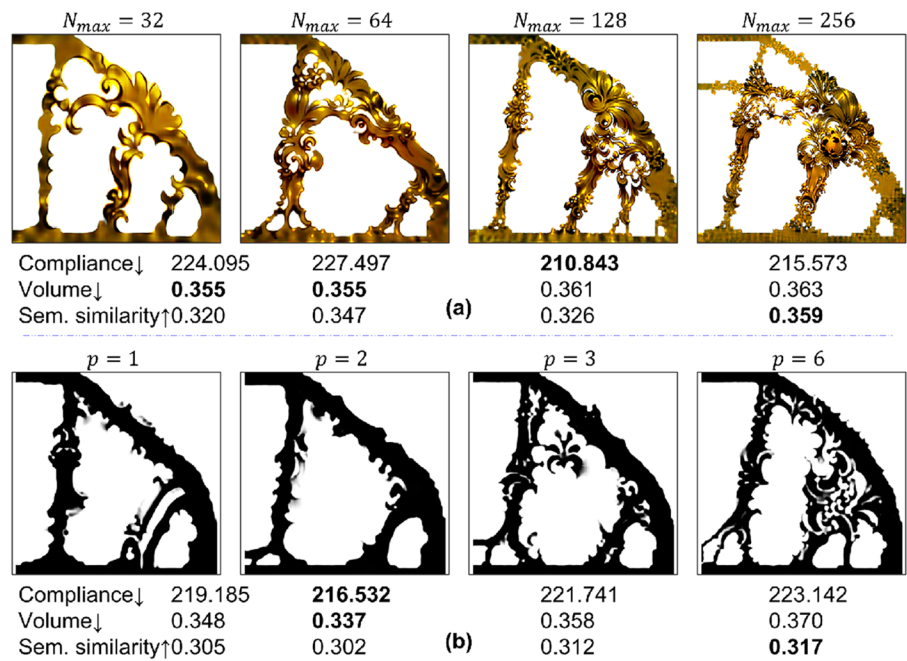 N_max = 32 N_max = 64 N_max = 128 N_max = 256
Compliance↓ 224.095 227.497 210.843 215.573
Volume↓ 0.355 0.355 0.361 0.363
Sem. similarity↑ 0.320 0.347 0.326 0.359
(a)
p = 1 p = 2 p = 3 p = 6
Compliance↓ 219.185 216.532 221.741 223.142
Volume↓ 0.348 0.337 0.358 0.370
Sem. similarity↑ 0.305 0.302 0.312 0.317
(b)